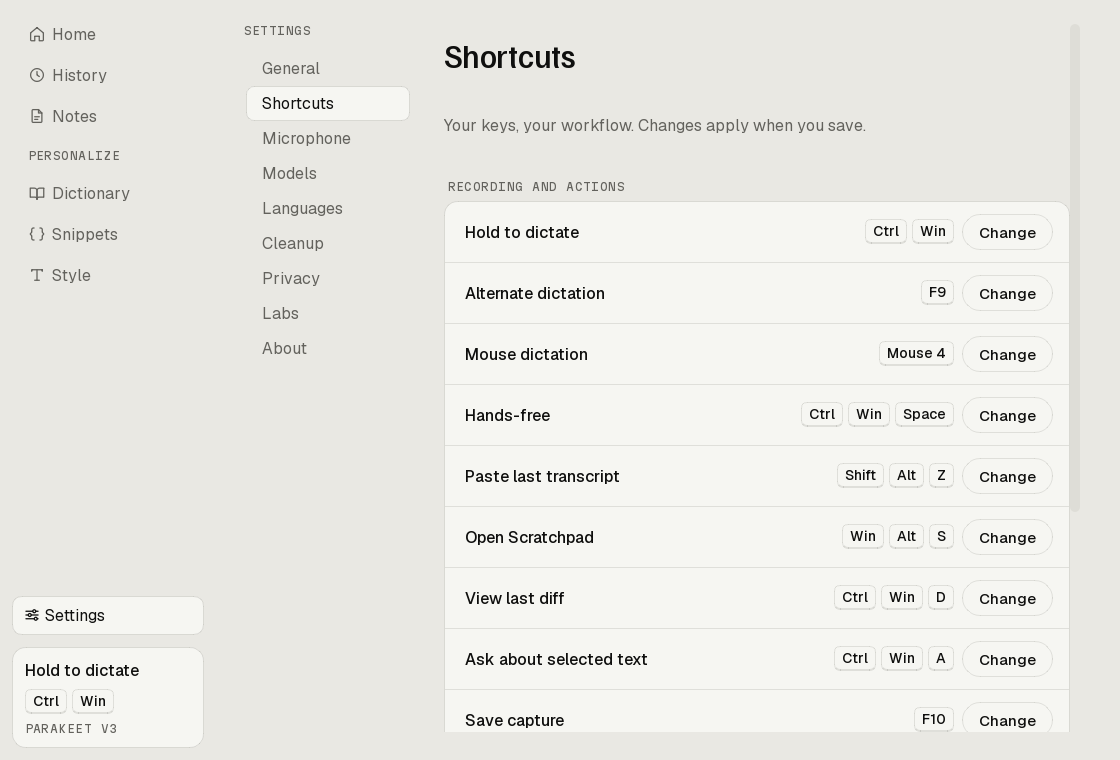 Home
History
Notes
PERSONALIZE
Dictionary
Snippets
Style
Settings
Hold to dictate
Ctrl Win
PARAKEET V3
SETTINGS
General
Shortcuts
Microphone
Models
Languages
Cleanup
Privacy
Labs
About
Shortcuts
Your keys, your workflow. Changes apply when you save.
RECORDING AND ACTIONS
Hold to dictate Ctrl Win Change
Alternate dictation F9 Change
Mouse dictation Mouse 4 Change
Hands-free Ctrl Win Space Change
Paste last transcript Shift Alt Z Change
Open Scratchpad Win Alt S Change
View last diff Ctrl Win D Change
Ask about selected text Ctrl Win A Change
Save capture F10 Change